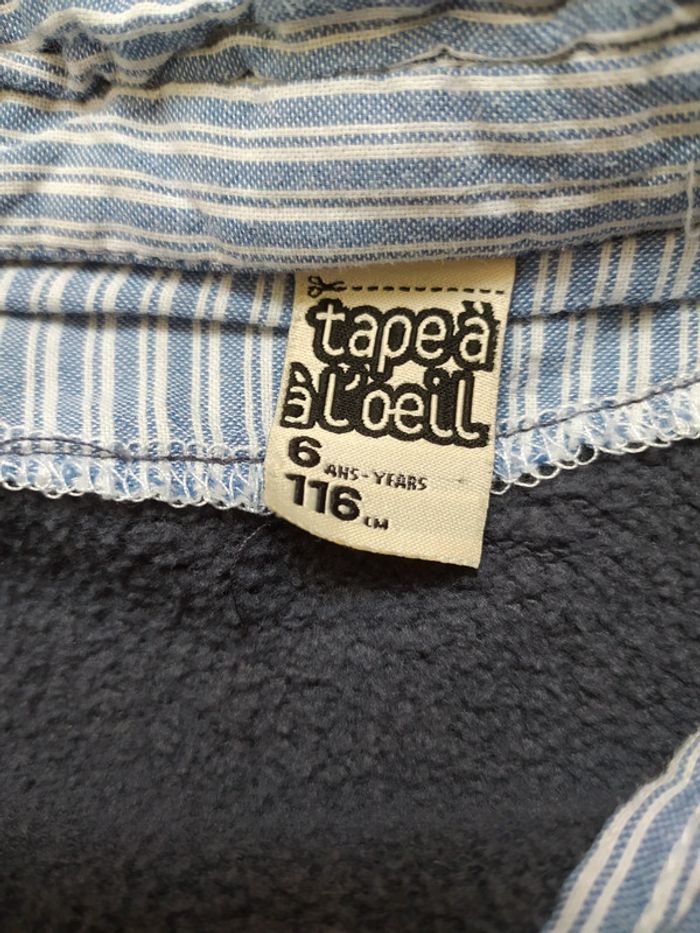 tape à
à l'oeil
6 ANS-YEARS
116 CM